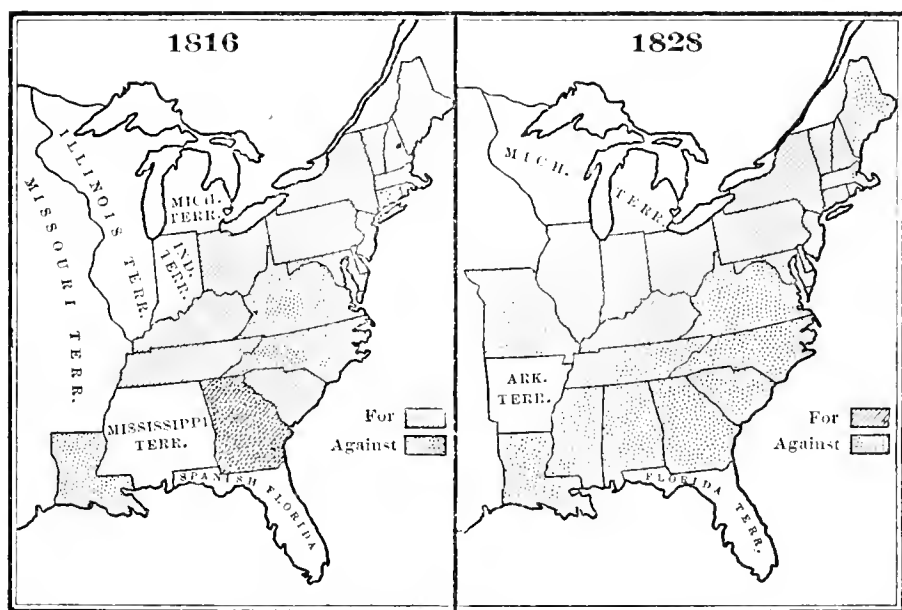 1816
ILLINOIS TERR.
MISSOURI TERR.
MICH.
TERR.
IND.
TERR.
MISSISSIPPI
TERR.
For
Against
SPANISH FLORIDA
1828
MICH. TERR.
ARK.
TERR.
For
Against
FLORIDA TERR.